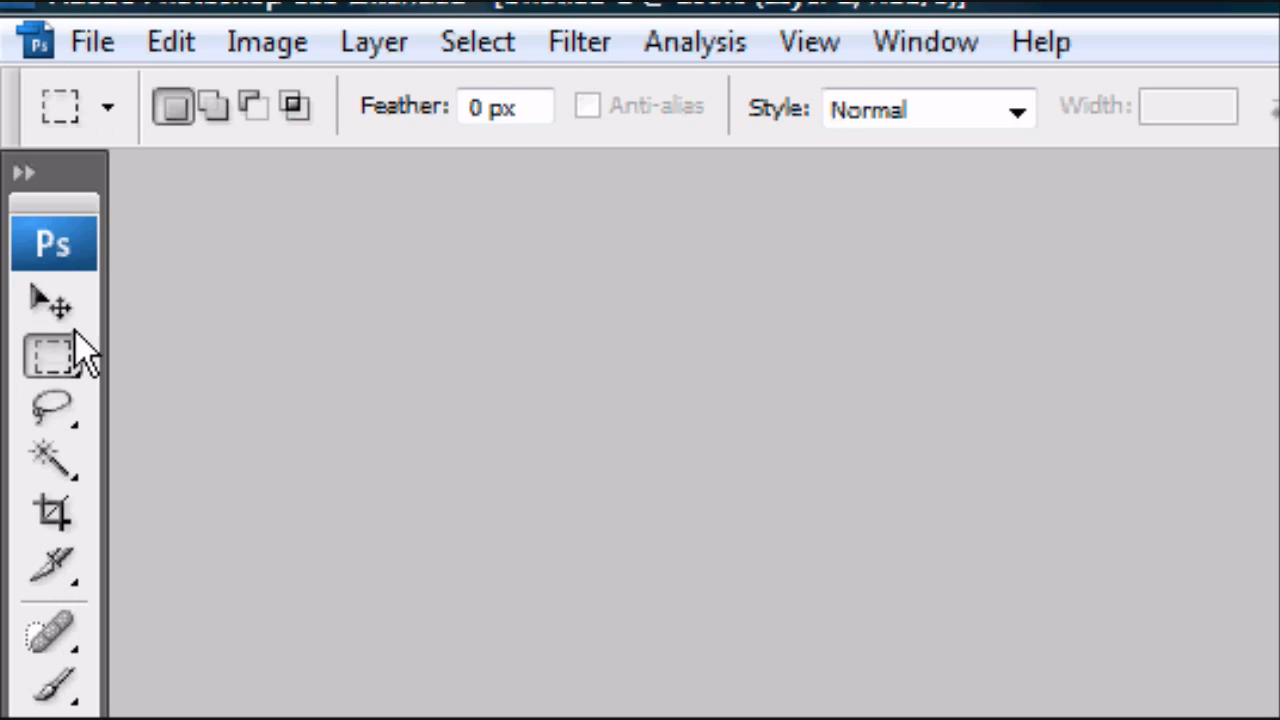 Ps File Edit Image Layer Select Filter Analysis View Window Help
Feather: 0 px Anti-alias Style: Normal Width:
Ps